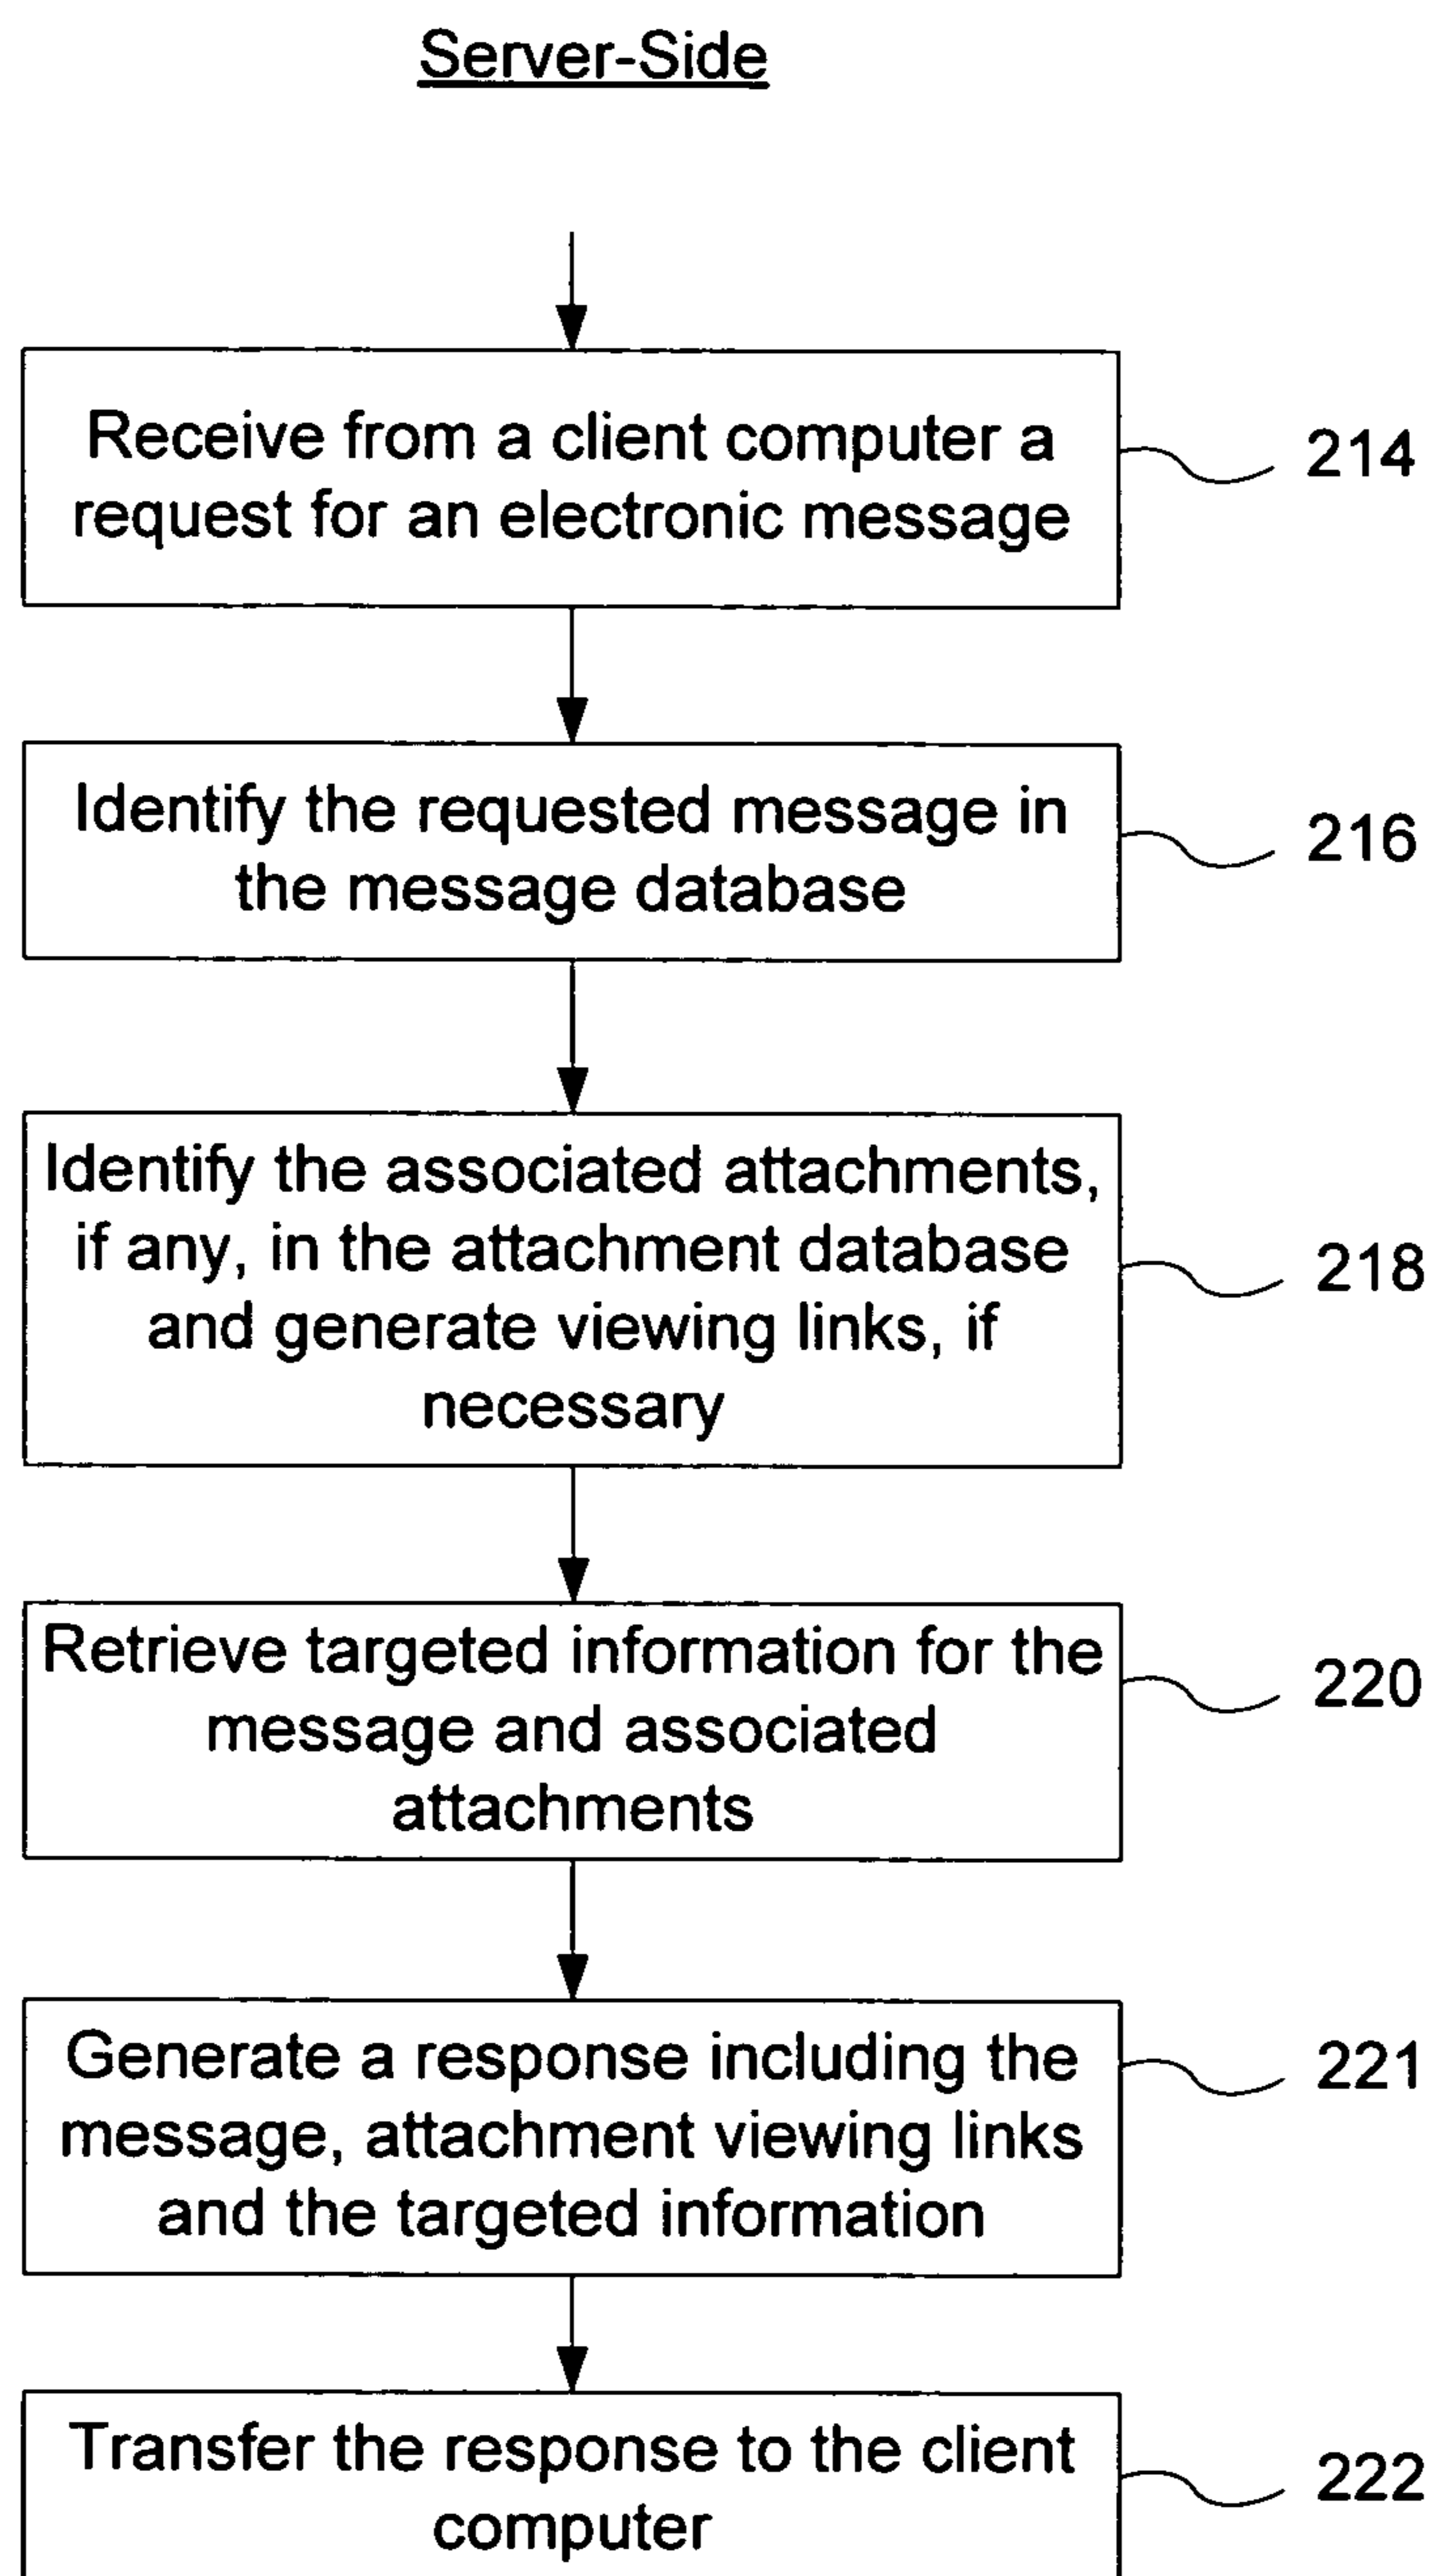 Server-Side
Receive from a client computer a
request for an electronic message
214
Identify the requested message in
the message database
216
Identify the associated attachments,
if any, in the attachment database
and generate viewing links, if
necessary
218
Retrieve targeted information for the
message and associated
attachments
220
Generate a response including the
message, attachment viewing links
and the targeted information
221
Transfer the response to the client
computer
222